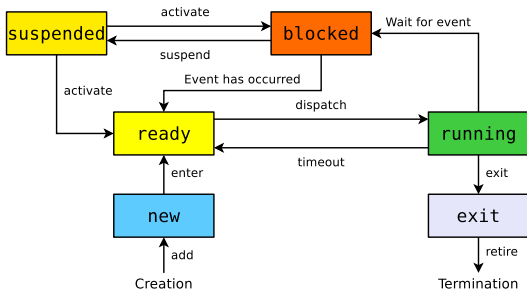 activate
suspended
blocked
Wait for event
suspend
Event has occurred
activate
dispatch
ready
running
timeout
enter
exit
new
exit
add
retire
Creation
Termination